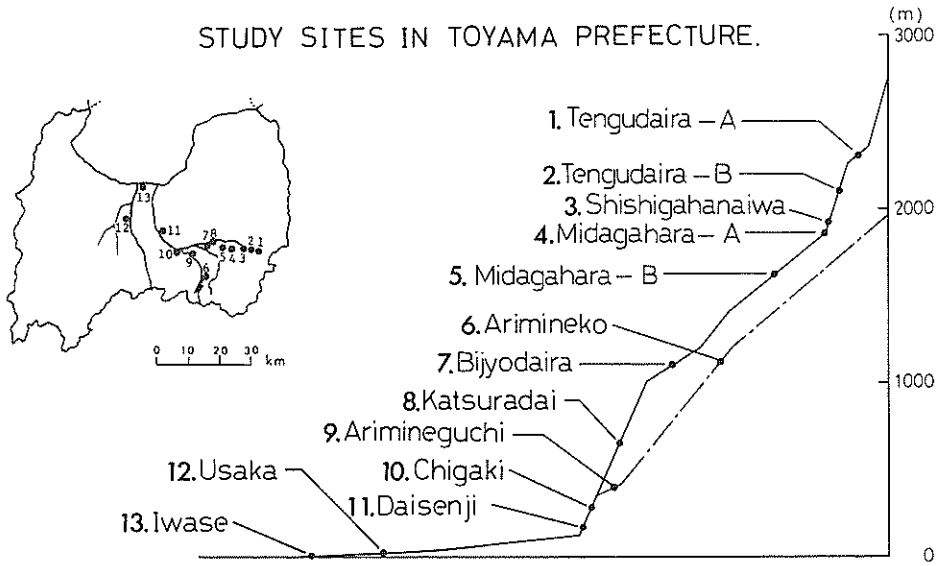 STUDY SITES IN TOYAMA PREFECTURE.
(m)
3000
1. Tengudaira - A
2. Tengudaira - B
3. Shishigahanaiwa
2000
4. Midagahara - A
5. Midagahara - B
6. Arimineko
7. Bijyodaira
1000
8. Katsuradai
9. Arimineguchi
10. Chigaki
11. Daisenji
12. Usaka
13. Iwase
0
13
12
11
10
9
7 8
6
5 4 3 2 1
0 10 20 30
km